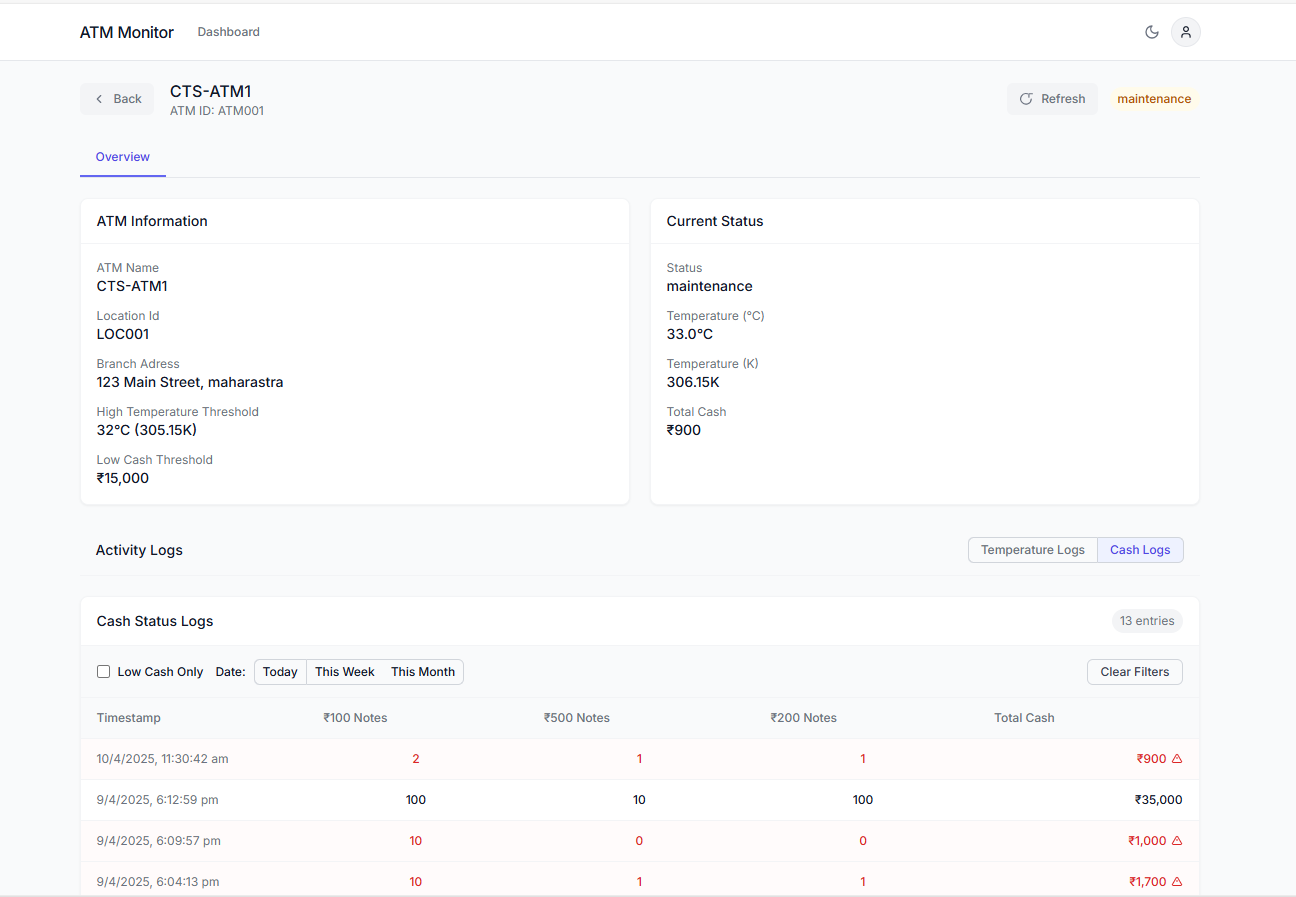 ATM Monitor Dashboard
Back
CTS-ATM1
ATM ID: ATM001
Refresh
maintenance
Overview
ATM Information
ATM Name
CTS-ATM1
Location Id
LOC001
Branch Adress
123 Main Street, maharastra
High Temperature Threshold
32°C (305.15K)
Low Cash Threshold
₹15,000
Current Status
Status
maintenance
Temperature (°C)
33.0°C
Temperature (K)
306.15K
Total Cash
₹900
Activity Logs
Temperature Logs Cash Logs
Cash Status Logs
13 entries
Low Cash Only Date: Today This Week This Month Clear Filters
Timestamp ₹100 Notes ₹500 Notes ₹200 Notes Total Cash
10/4/2025, 11:30:42 am 2 1 1 ₹900
9/4/2025, 6:12:59 pm 100 10 100 ₹35,000
9/4/2025, 6:09:57 pm 10 0 0 ₹1,000
9/4/2025, 6:04:13 pm 10 1 1 ₹1,700